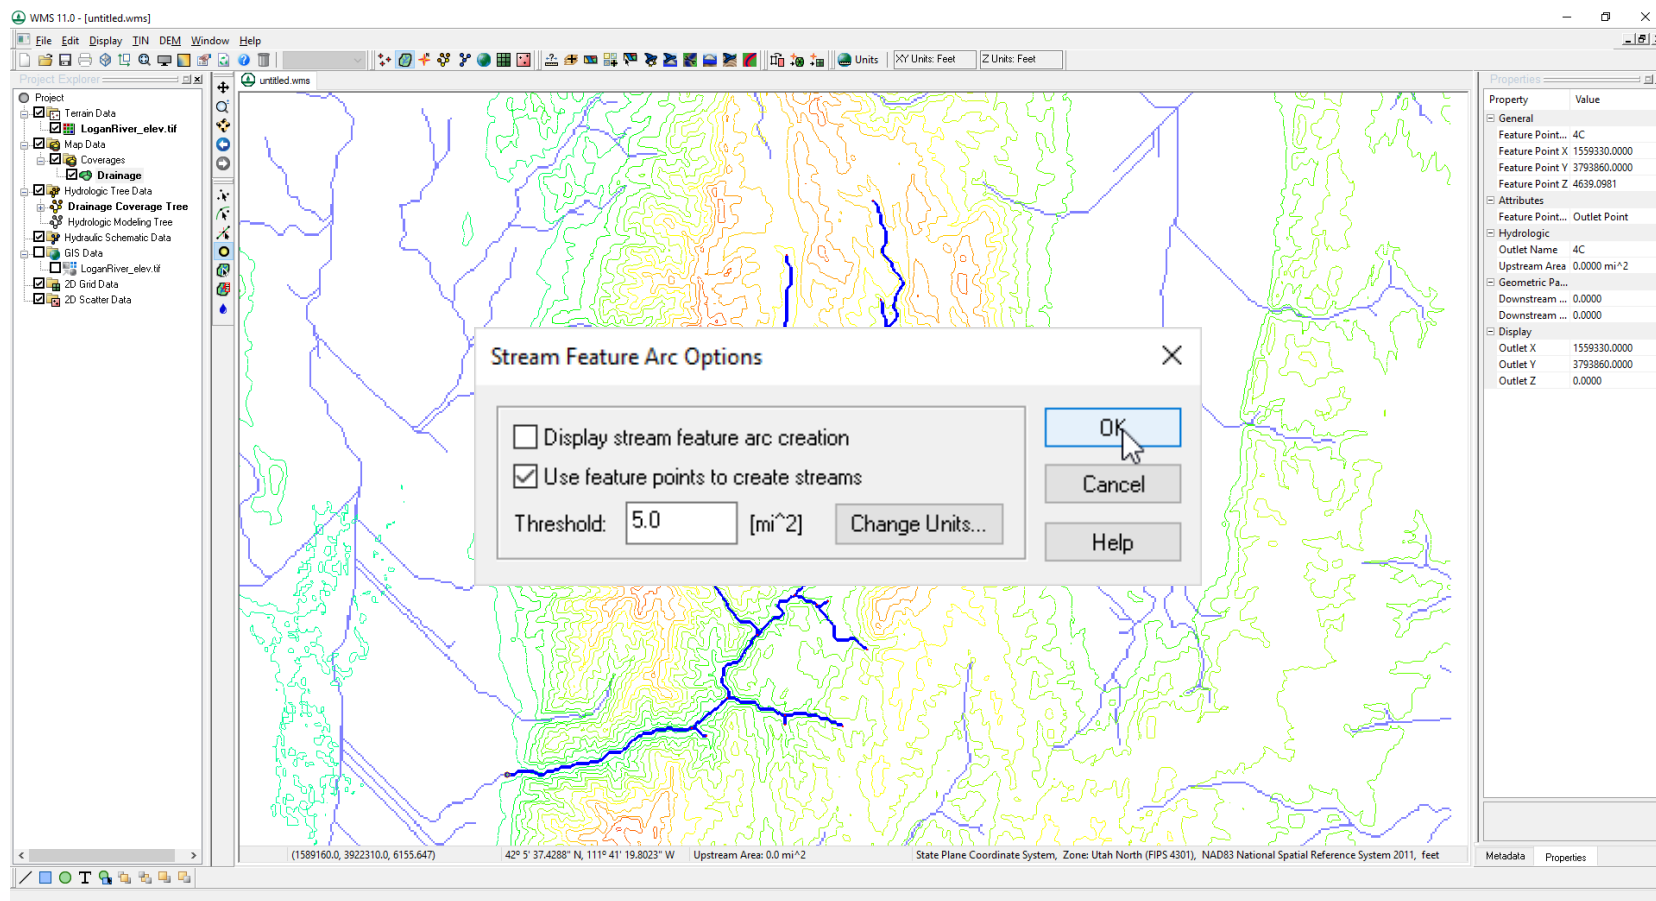 WMS 11.0 - [untitled.wms]
File Edit Display TIN DEM Window Help
Units XY Units: Feet Z Units: Feet
Project Explorer
untitled.wms
Properties
Project
Terrain Data
LoganRiver_elev.tif
Map Data
Coverages
Drainage
Hydrologic Tree Data
Drainage Coverage Tree
Hydrologic Modeling Tree
Hydraulic Schematic Data
GIS Data
LoganRiver_elev.tif
2D Grid Data
2D Scatter Data
Stream Feature Arc Options
Display stream feature arc creation
Use feature points to create streams
Threshold: 5.0 [mi^2] Change Units...
OK
Cancel
Help
Property Value
General
Feature Point... 4C
Feature Point X 1559330.0000
Feature Point Y 3793860.0000
Feature Point Z 4639.0981
Attributes
Feature Point... Outlet Point
Hydrologic
Outlet Name 4C
Upstream Area 0.0000 mi^2
Geometric Pa...
Downstream ... 0.0000
Downstream ... 0.0000
Display
Outlet X 1559330.0000
Outlet Y 3793860.0000
Outlet Z 0.0000
(1589160.0, 3922310.0, 6155.647) 42º 5' 37.4288" N, 111º 41' 19.8023" W Upstream Area: 0.0 mi^2 State Plane Coordinate System, Zone: Utah North (FIPS 4301), NAD83 National Spatial Reference System 2011, feet
Metadata Properties
T